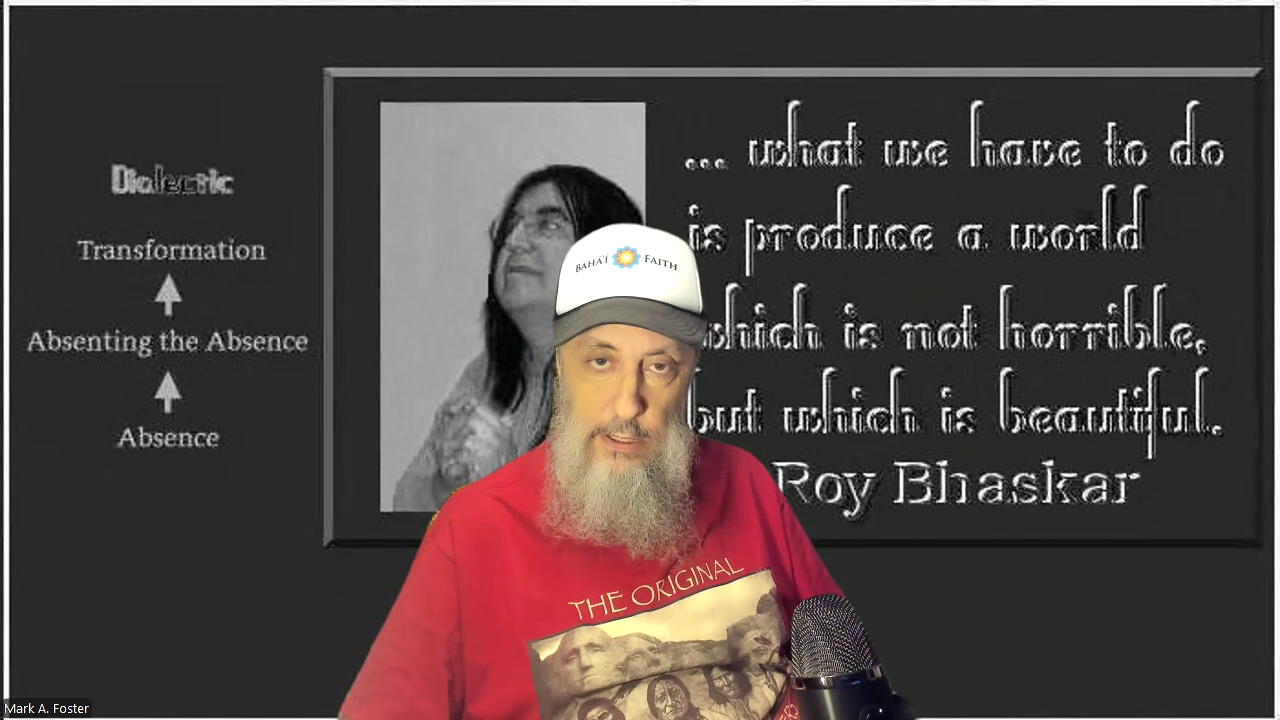 Dialectic
Transformation
Absenting the Absence
Absence
... what we have to do
is produce a world
which is not horrible,
but which is beautiful.
Roy Bhaskar
BAHÁ'Í FAITH
THE ORIGINAL
Mark A. Foster